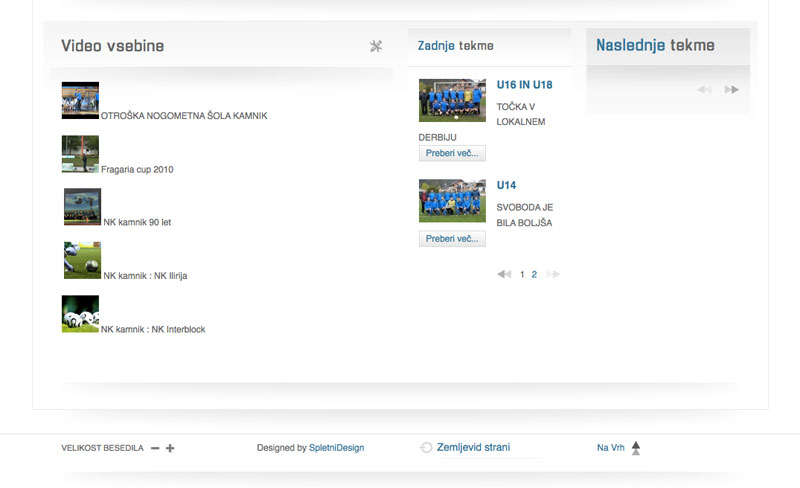 Video vsebine
OTROŠKA NOGOMETNA ŠOLA KAMNIK
Fragaria cup 2010
NK kamnik 90 let
NK kamnik : NK Ilirija
NK kamnik : NK Interblock
Zadnje tekme
U16 IN U18
TOČKA V
LOKALNEM
DERBIJU
Preberi več...
U14
SVOBODA JE
BILA BOLJŠA
Preberi več...
1 2
Naslednje tekme
VELIKOST BESEDILA
Designed by SpletniDesign
Zemljevid strani
Na Vrh